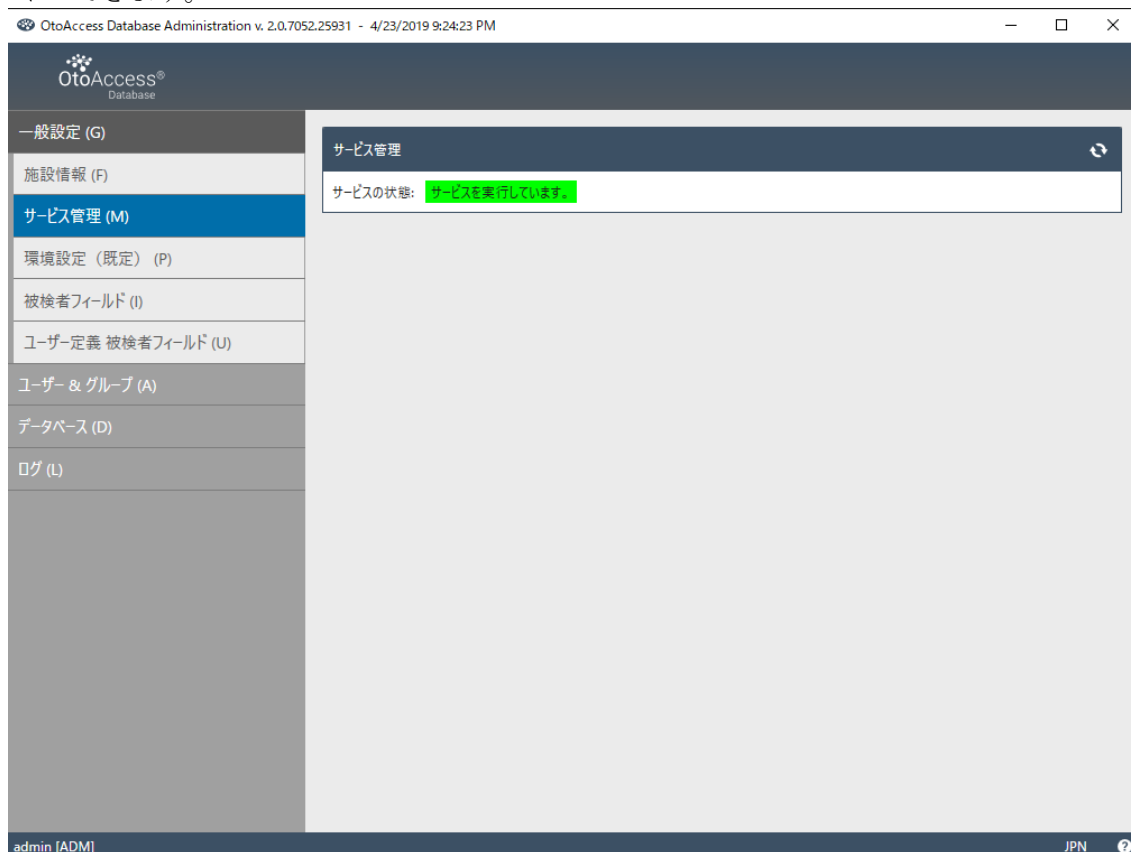 OtoAccess Database Administration v. 2.0.7052.25931 - 4/23/2019 9:24:23 PM
OtoAccess®
Database
一般設定 (G)
施設情報 (F)
サービス管理 (M)
環境設定（既定） (P)
被検者フィールド (I)
ユーザー定義 被検者フィールド (U)
ユーザー & グループ (A)
データベース (D)
ログ (L)
サービス管理
サービスの状態: サービスを実行しています。
admin [ADM]
JPN